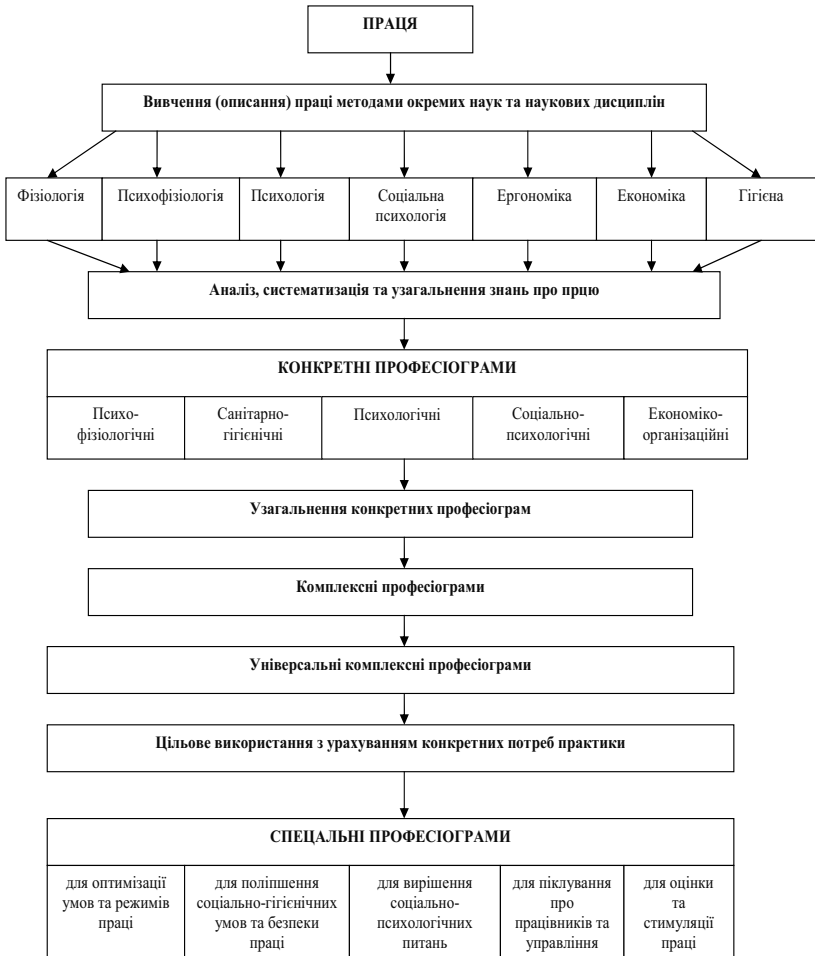 ПРАЦЯ
Вивчення (описання) праці методами окремих наук та наукових дисциплін
Фізіологія
Психофізіологія
Психологія
Соціальна
психологія
Ергономіка
Економіка
Гігієна
Аналіз, систематизація та узагальнення знань про прцю
КОНКРЕТНІ ПРОФЕСІОГРАМИ
Психо-
фізіологічні
Санітарно-
гігієнічні
Психологічні
Соціально-
психологічні
Економіко-
організаційні
Узагальнення конкретних професіограм
Комплексні професіограми
Універсальні комплексні професіограми
Цільове використання з урахуванням конкретних потреб практики
СПЕЦАЛЬНІ ПРОФЕСІОГРАМИ
для оптимізації
умов та режимів
праці
для поліпшення
соціально-гігієнічних
умов та безпеки
праці
для вирішення
соціально-
психологічних
питань
для піклування
про
працівників та
управління
для оцінки
та
стимуляції
праці